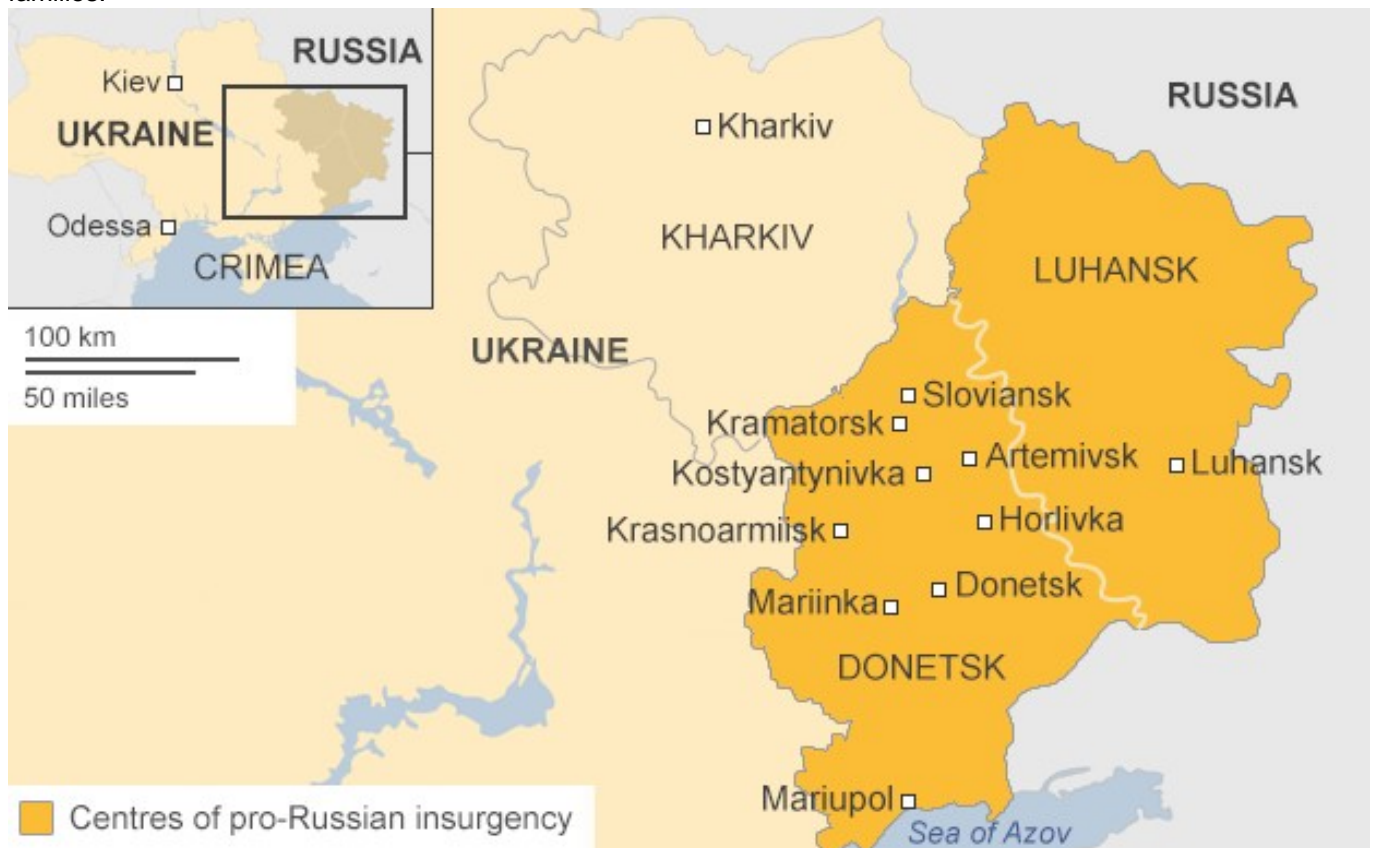 families.
RUSSIA
Kiev
UKRAINE
Odessa
CRIMEA
100 km
50 miles
RUSSIA
Kharkiv
KHARKIV
LUHANSK
UKRAINE
Sloviansk
Kramatorsk
Artemivsk
Luhansk
Kostyantynivka
Horlivka
Krasnoarmiisk
Donetsk
Mariinka
DONETSK
Mariupol
Sea of Azov
Centres of pro-Russian insurgency